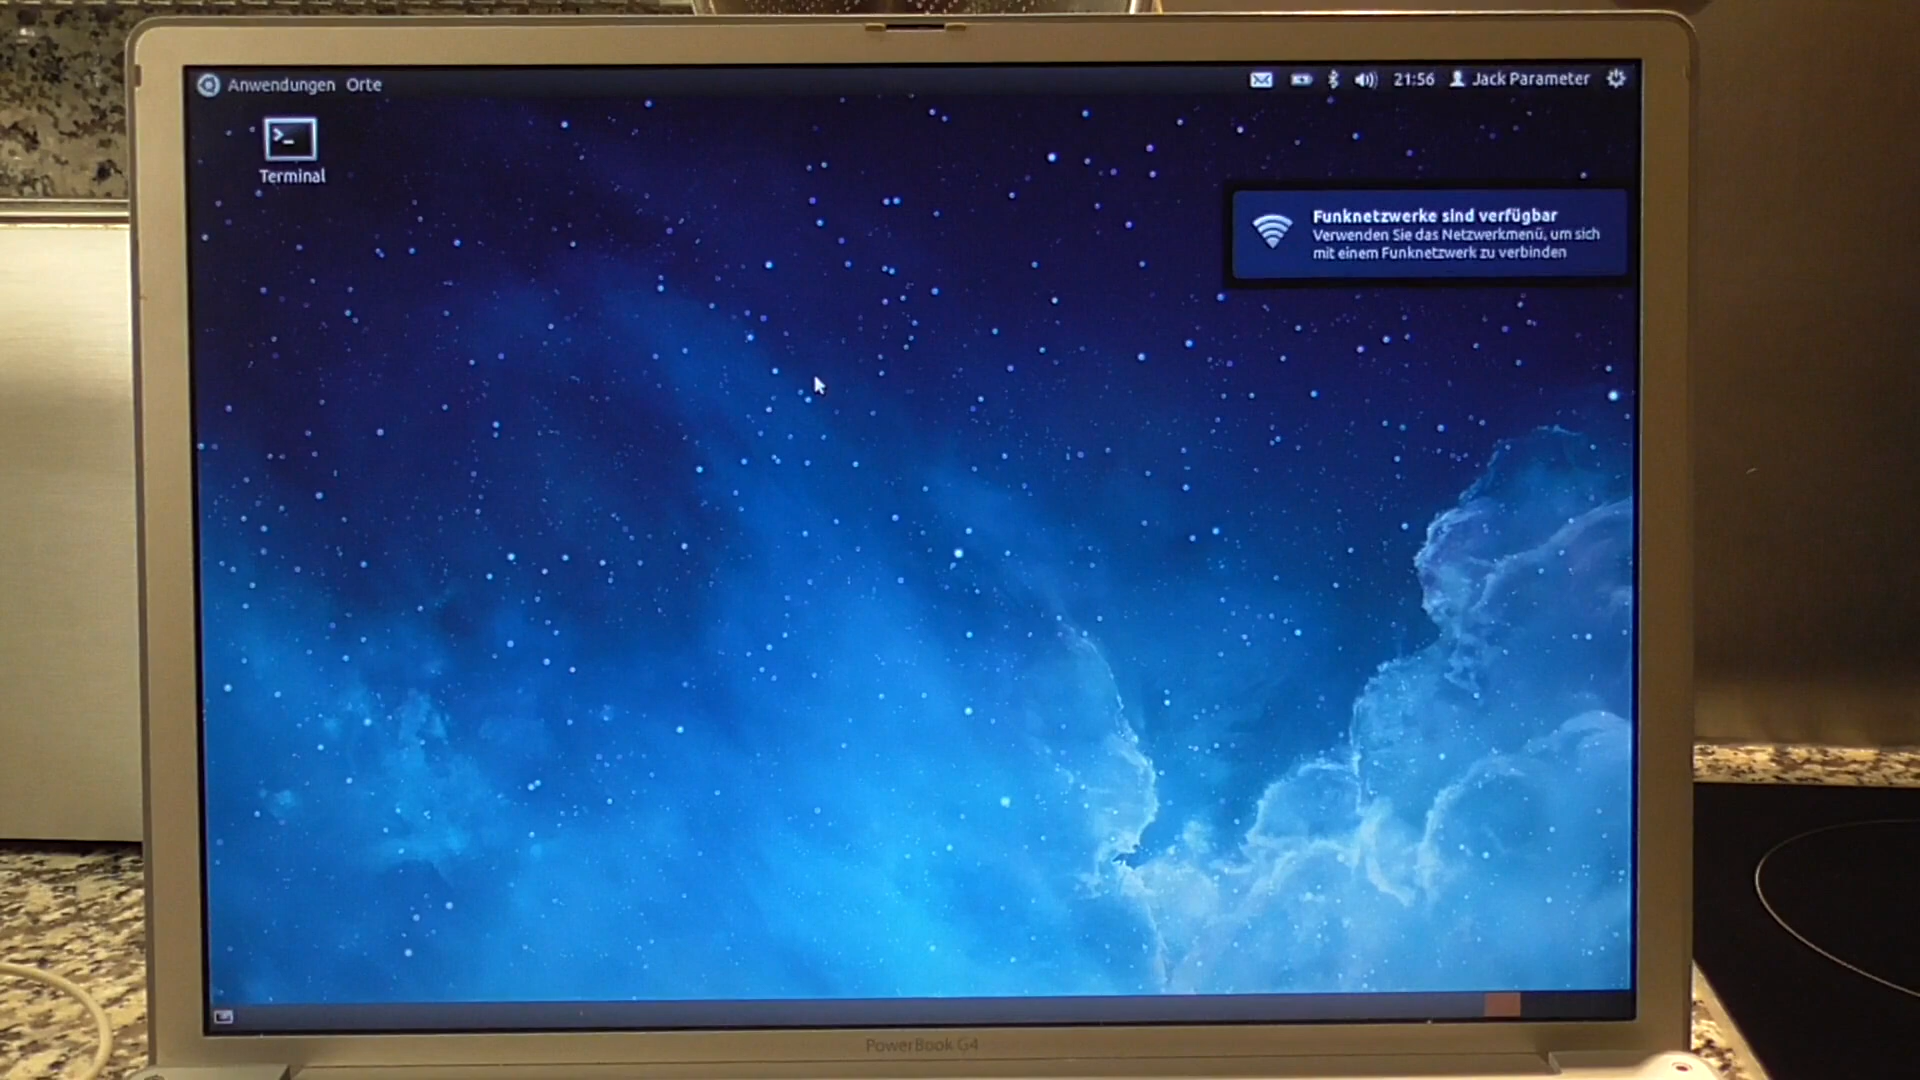 Anwendungen Orte
21:56 Jack Parameter
>_
Terminal
Funknetzwerke sind verfügbar
Verwenden Sie das Netzwerkmenü, um sich
mit einem Funknetzwerk zu verbinden
PowerBook G4